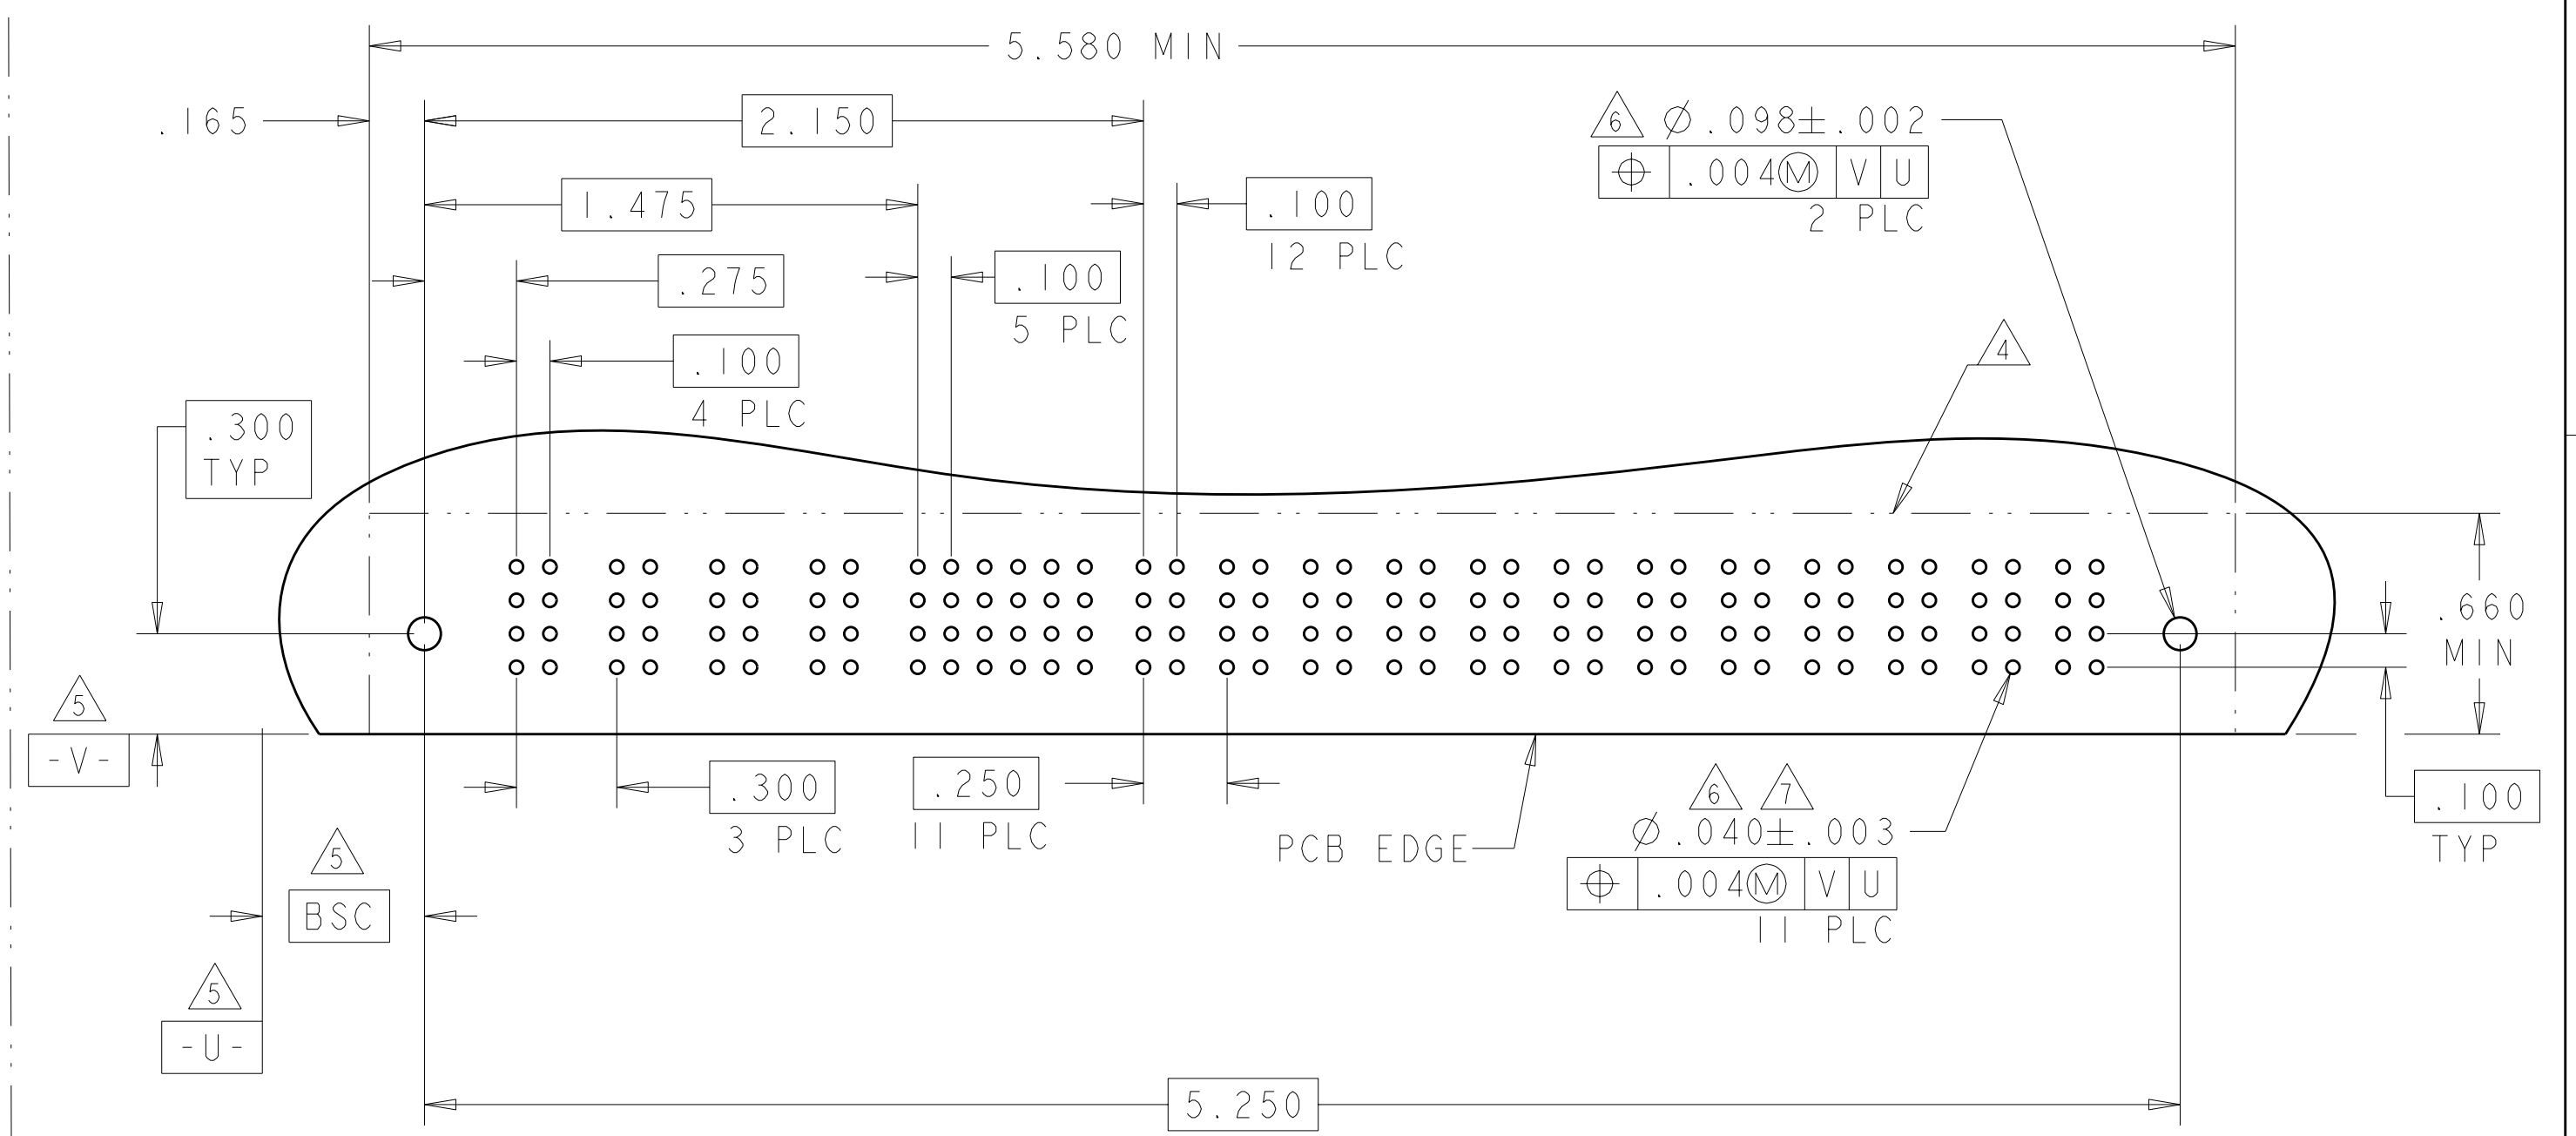 5.580 MIN
.165
2.150
6 Ø .098±.002
⌖ .004Ⓜ V U
2 PLC
1.475
.100
12 PLC
.275
.100
5 PLC
.100
4 PLC
4
.300
TYP
.660
MIN
5
-V-
.300
3 PLC
.250
11 PLC
PCB EDGE
6 7
Ø .040±.003
⌖ .004Ⓜ V U
11 PLC
.100
TYP
5
BSC
5
-U-
5.250